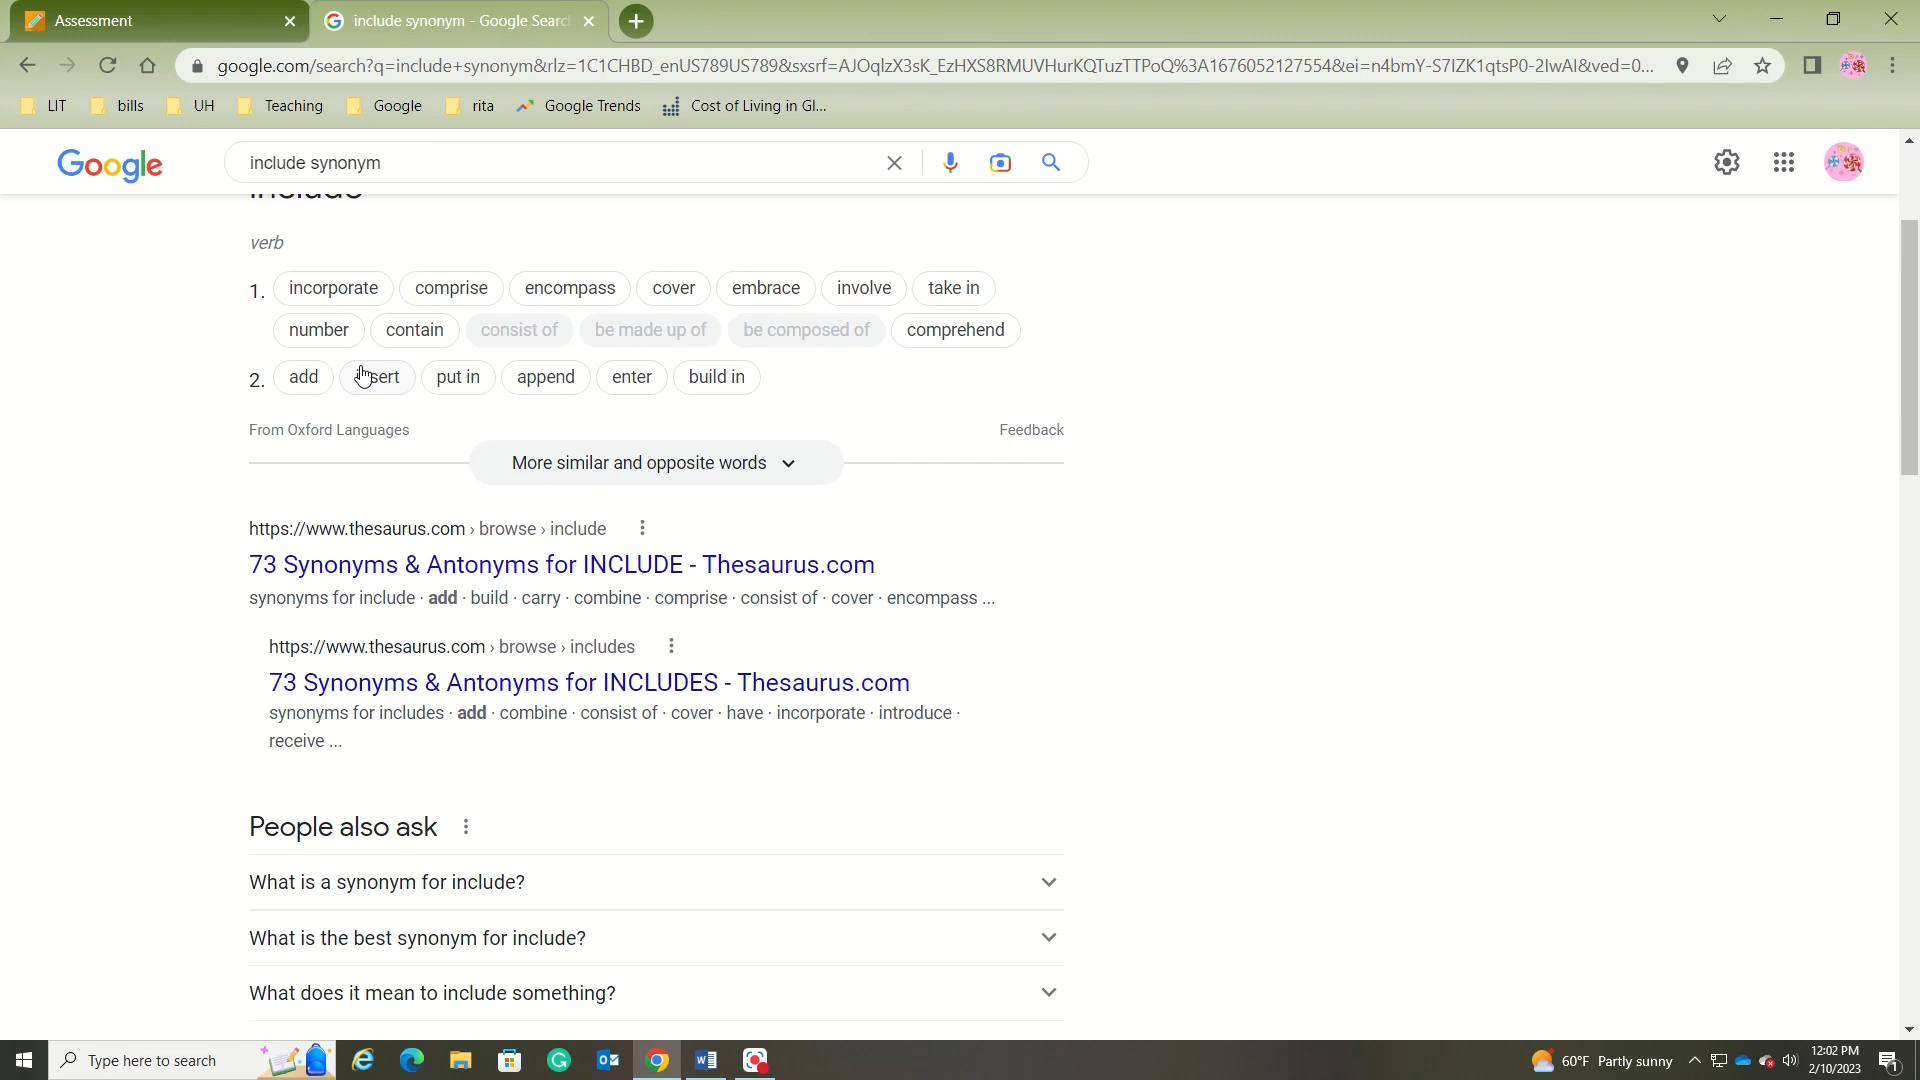 Assessment
include synonym - Google Searc
google.com/search?q=include+synonym&rlz=1C1CHBD_enUS789US789&sxsrf=AJOqlzX3sK_EzHXS8RMUVHurKQTuzTTPoQ%3A1676052127554&ei=n4bmY-S7IZK1qtsP0-2IwAI&ved=0...
LIT bills UH Teaching Google rita Google Trends Cost of Living in Gl...
Google include synonym
include
verb
1. incorporate comprise encompass cover embrace involve take in
number contain consist of be made up of be composed of comprehend
2. add insert put in append enter build in
From Oxford Languages Feedback
More similar and opposite words
https://www.thesaurus.com › browse › include
73 Synonyms & Antonyms for INCLUDE - Thesaurus.com
synonyms for include · add · build · carry · combine · comprise · consist of · cover · encompass ...
https://www.thesaurus.com › browse › includes
73 Synonyms & Antonyms for INCLUDES - Thesaurus.com
synonyms for includes · add · combine · consist of · cover · have · incorporate · introduce ·
receive ...
People also ask
What is a synonym for include?
What is the best synonym for include?
What does it mean to include something?
Type here to search
60°F Partly sunny
12:02 PM
2/10/2023
1